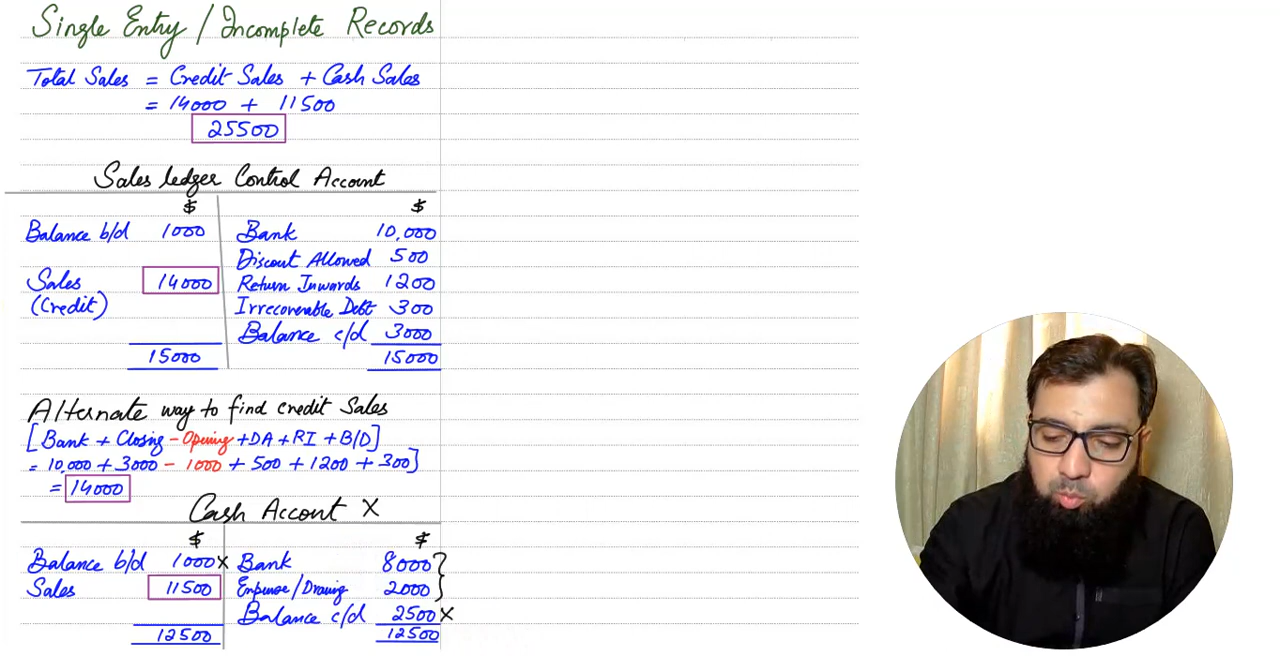 Single Entry / Incomplete Records
Total Sales = Credit Sales + Cash Sales
= 14000 + 11500
25500
Sales ledger Control Account
$ $
Balance b/d 1000 Bank 10,000
Discount Allowed 500
Sales 14000 Return Inwards 1200
(Credit) Irrecoverable Debt 300
Balance c/d 3000
15000 15000
Alternate way to find credit Sales
[Bank + Closing - Opening + DA + RI + B/D]
= 10,000 + 3000 - 1000 + 500 + 1200 + 300]
= 14000
Cash Account X
$ $
Balance b/d 1000 X Bank 8000 }
Sales 11500 Expense/Drawing 2000 }
Balance c/d 2500 X
12500 12500